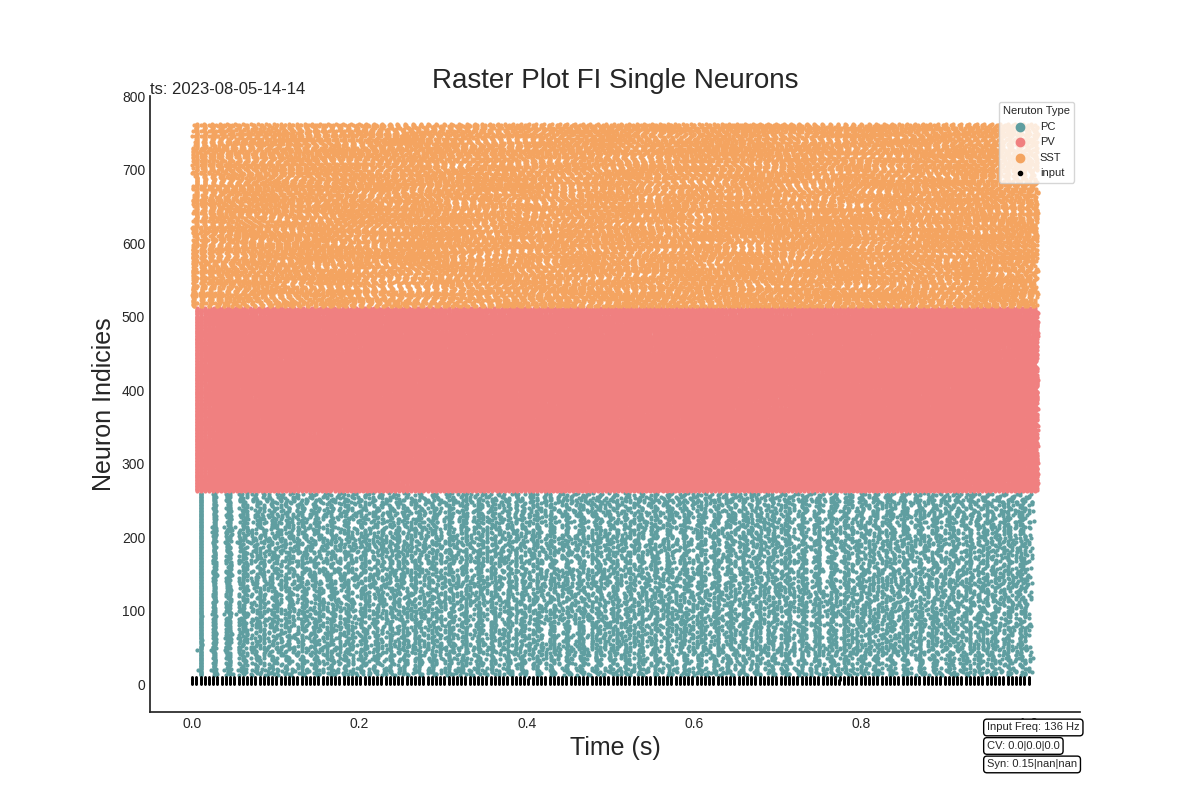 Raster Plot FI Single Neurons
ts: 2023-08-05-14-14
Neruton Type
PC
PV
SST
input
Neuron Indicies
800
700
600
500
400
300
200
100
0
0.0 0.2 0.4 0.6 0.8
Time (s)
Input Freq: 136 Hz
CV: 0.0|0.0|0.0
Syn: 0.15|nan|nan